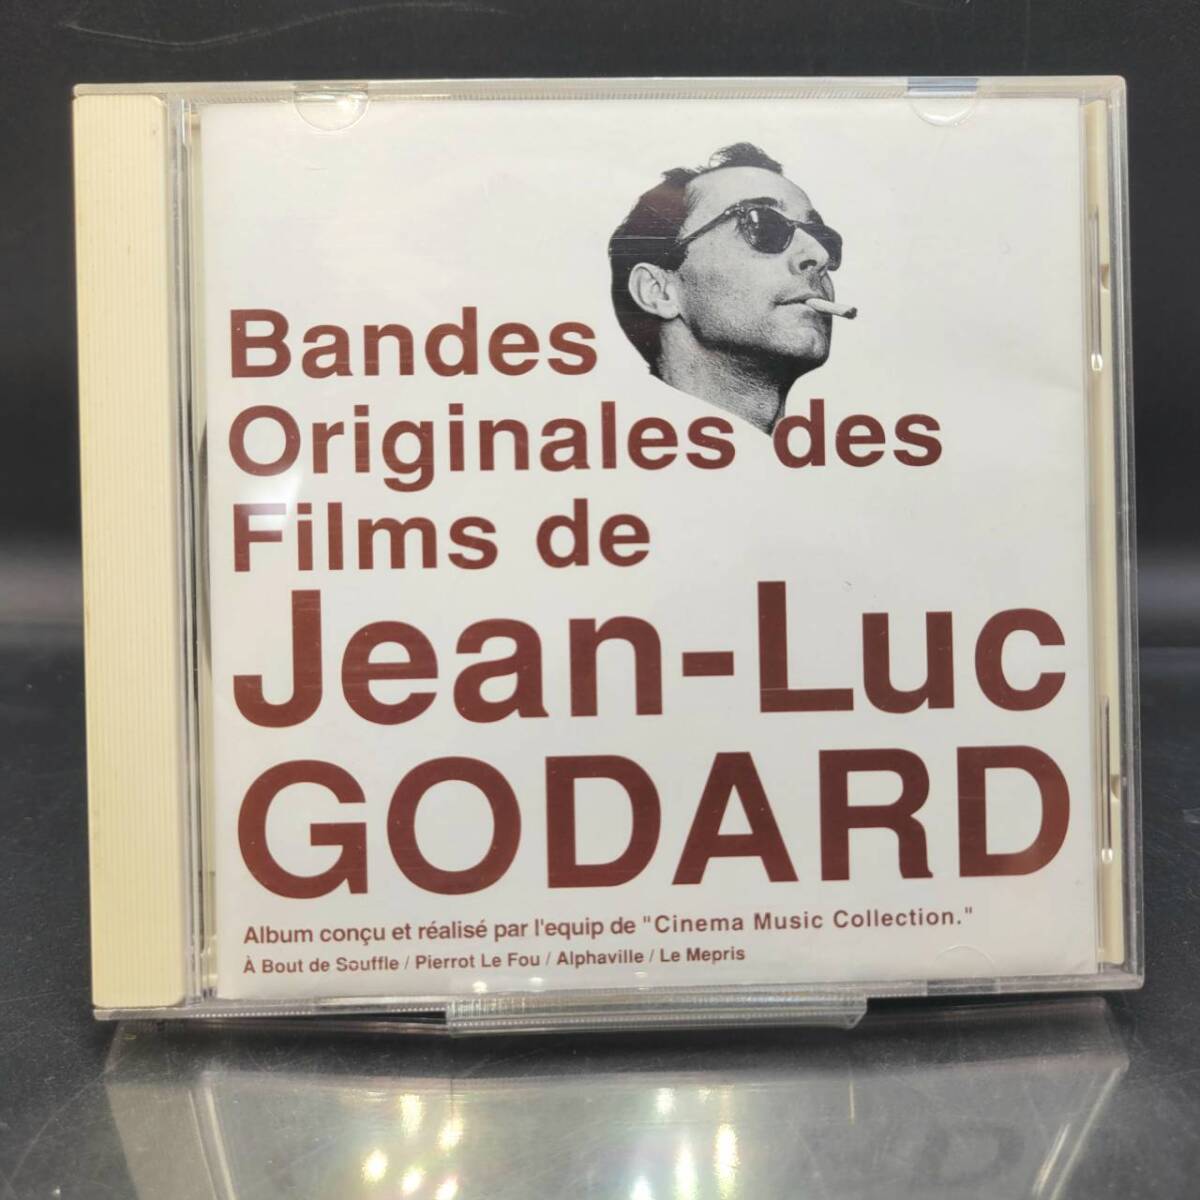 Bandes
Originales des
Films de
Jean-Luc
GODARD
Album conçu et réalisé par l'equip de "Cinema Music Collection."
À Bout de Souffle / Pierrot Le Fou / Alphaville / Le Mepris